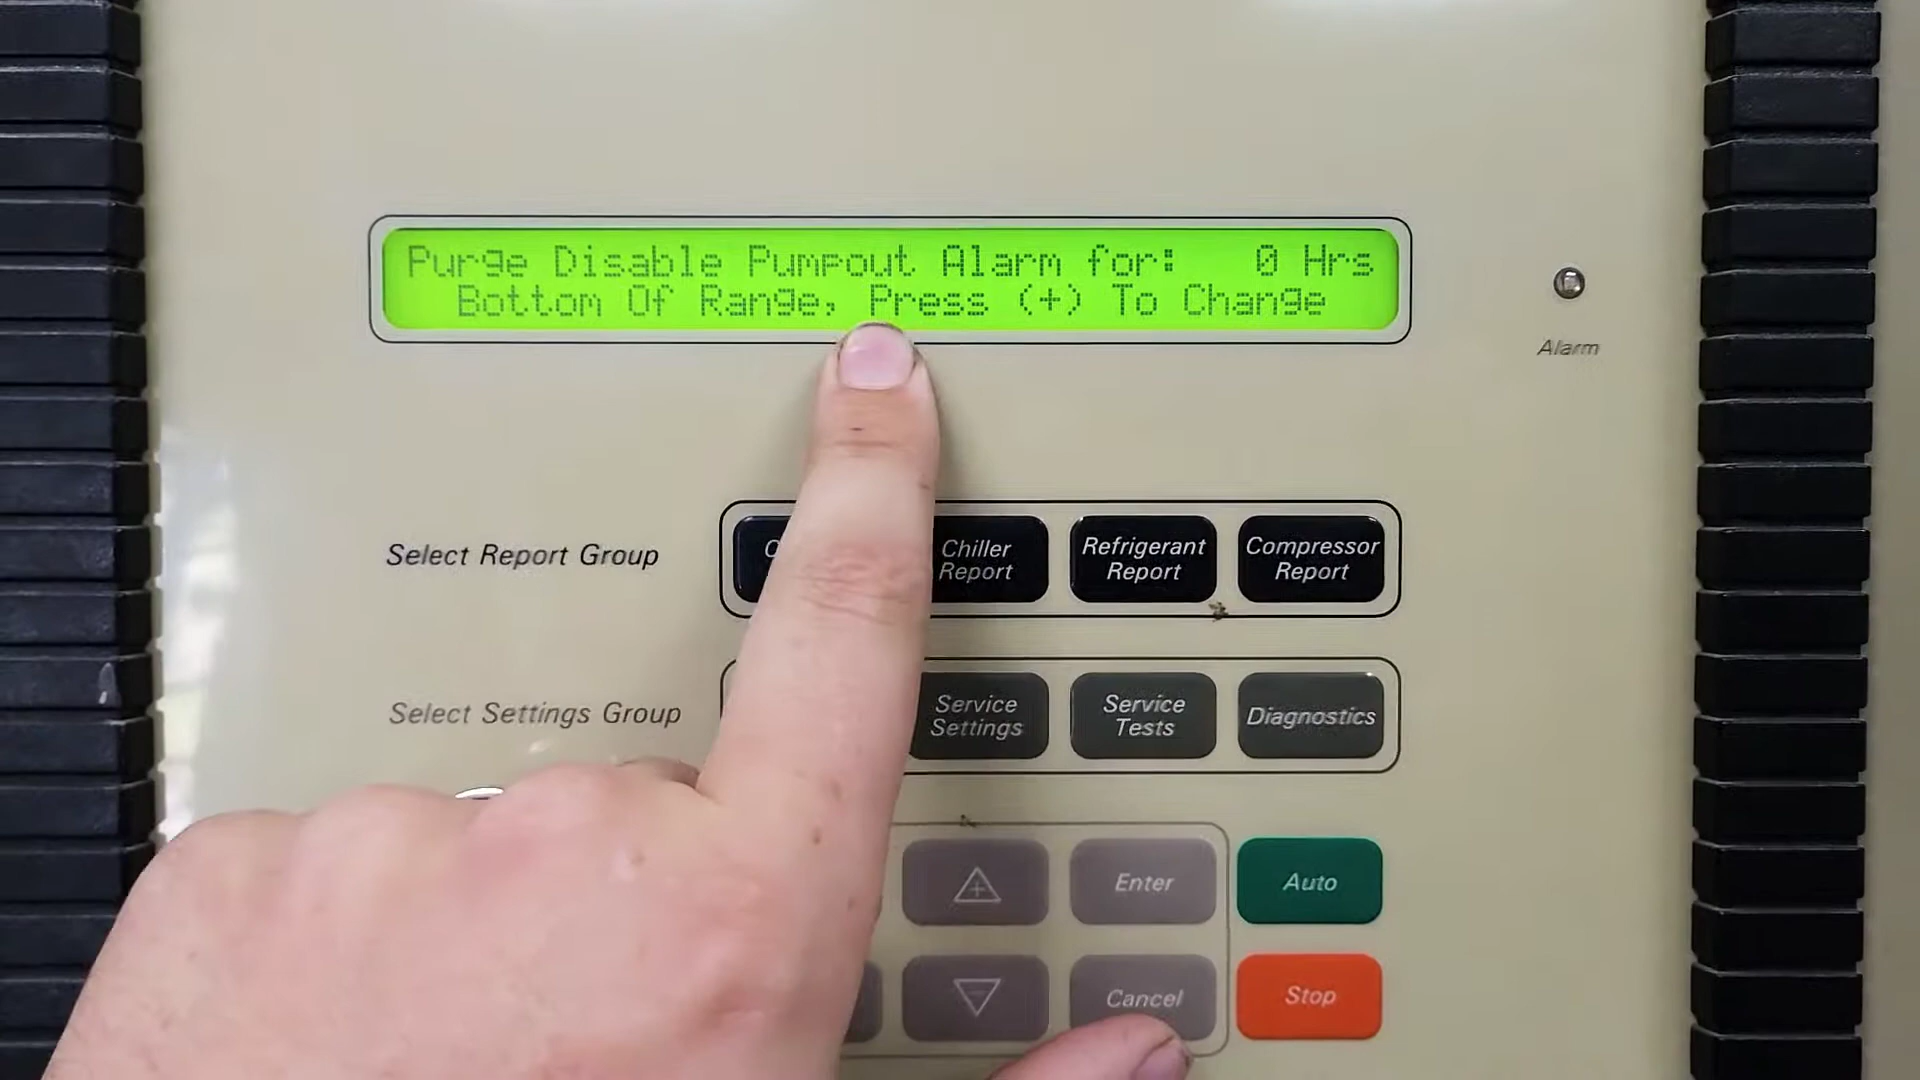 Purge Disable Pumpout Alarm for: 0 Hrs
Bottom Of Range, Press (+) To Change
Alarm
Select Report Group
Chiller
Report
Refrigerant
Report
Compressor
Report
Select Settings Group
Service
Settings
Service
Tests
Diagnostics
+
Enter
Auto
−
Cancel
Stop